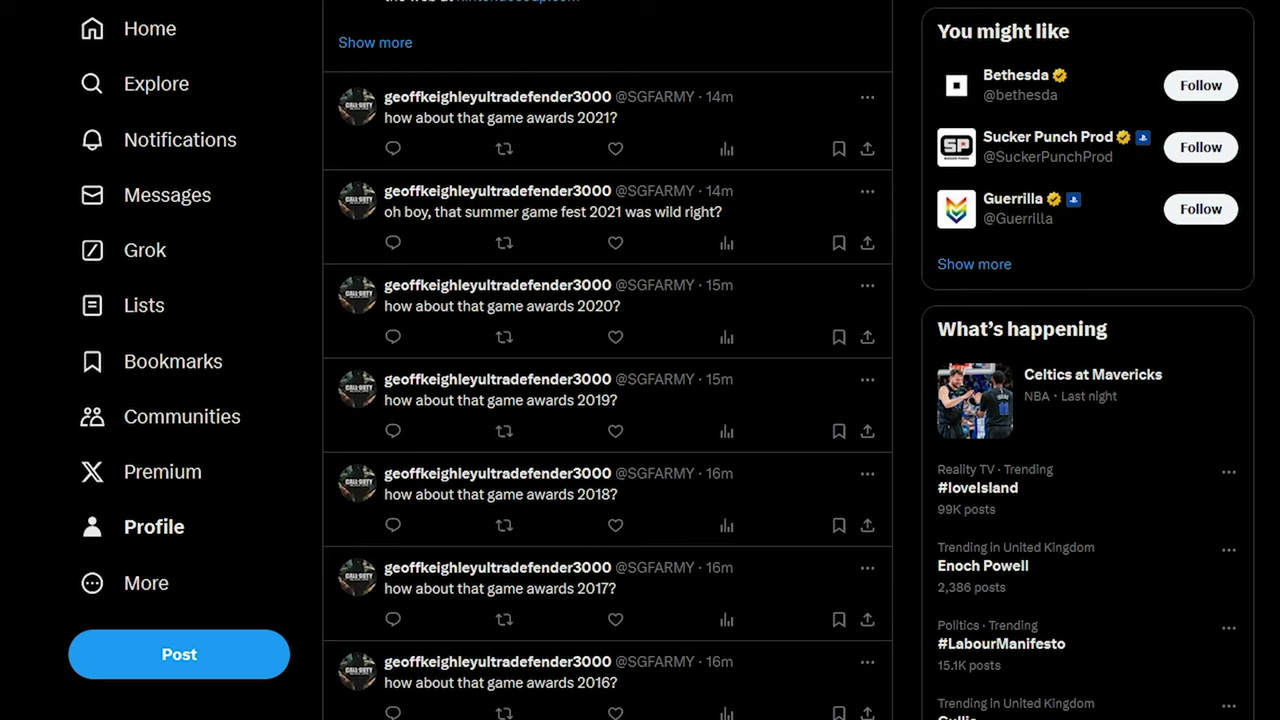 Home
Explore
Notifications
Messages
Grok
Lists
Bookmarks
Communities
Premium
Profile
More
Post
Show more
geoffkeighleyultradefender3000 @SGFARMY · 14m
how about that game awards 2021?
geoffkeighleyultradefender3000 @SGFARMY · 14m
oh boy, that summer game fest 2021 was wild right?
geoffkeighleyultradefender3000 @SGFARMY · 15m
how about that game awards 2020?
geoffkeighleyultradefender3000 @SGFARMY · 15m
how about that game awards 2019?
geoffkeighleyultradefender3000 @SGFARMY · 16m
how about that game awards 2018?
geoffkeighleyultradefender3000 @SGFARMY · 16m
how about that game awards 2017?
geoffkeighleyultradefender3000 @SGFARMY · 16m
how about that game awards 2016?
You might like
Bethesda
@bethesda
Follow
SP
Sucker Punch Prod
@SuckerPunchProd
Follow
Guerrilla
@Guerrilla
Follow
Show more
What's happening
Celtics at Mavericks
NBA · Last night
Reality TV · Trending
#loveIsland
99K posts
Trending in United Kingdom
Enoch Powell
2,386 posts
Politics · Trending
#LabourManifesto
15.1K posts
Trending in United Kingdom